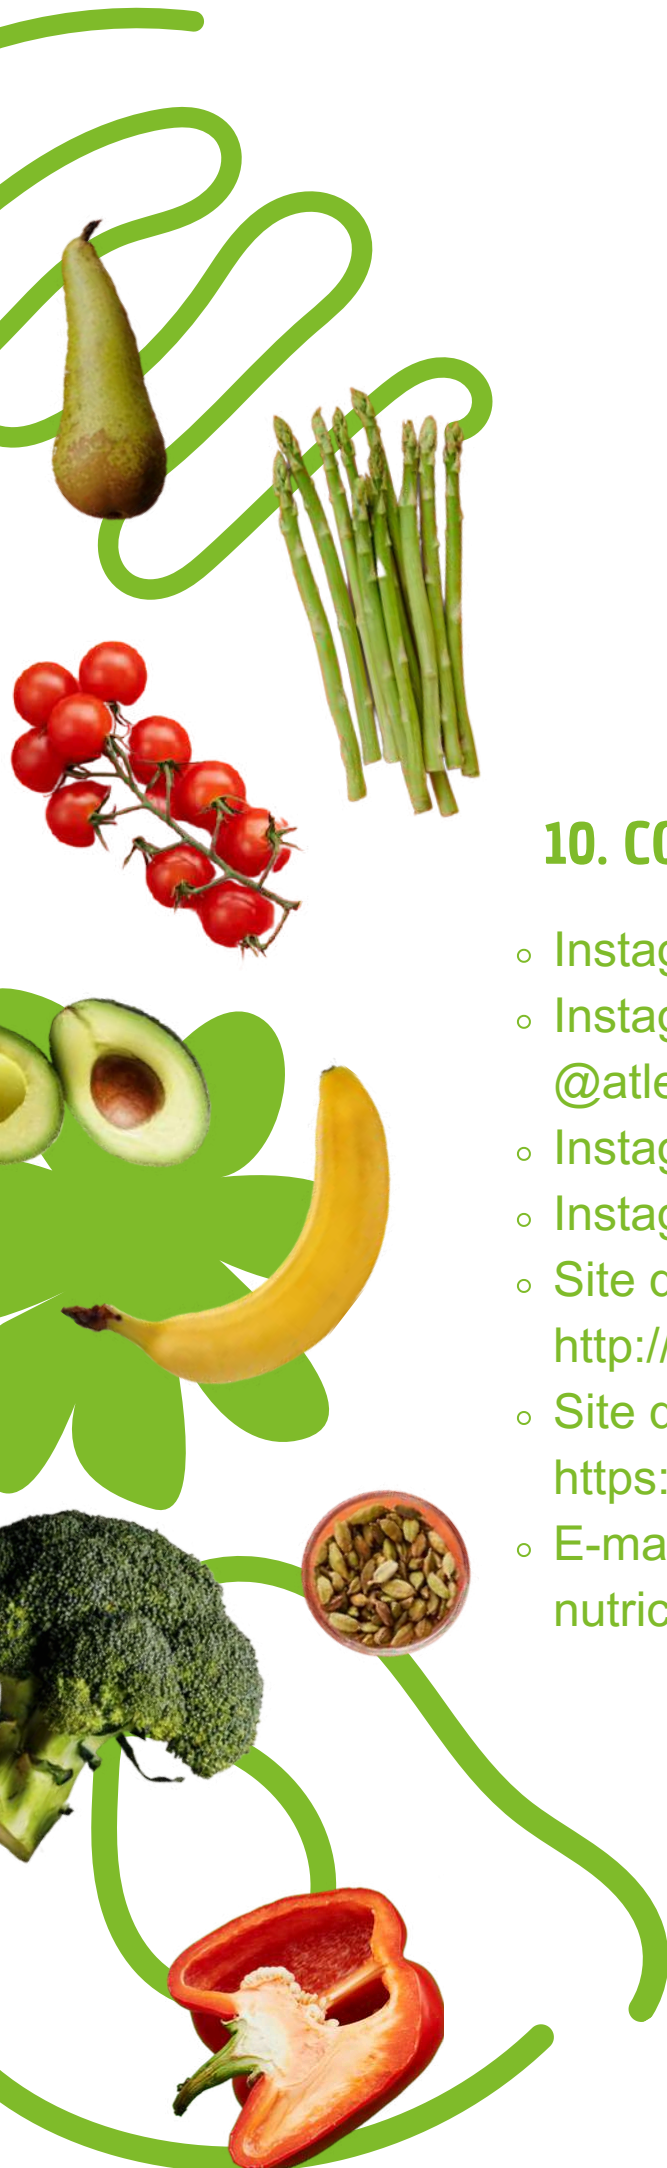 10. CO
◦ Instag
◦ Instag
@atle
◦ Instag
◦ Instag
◦ Site d
http://
◦ Site d
https:
◦ E-ma
nutric